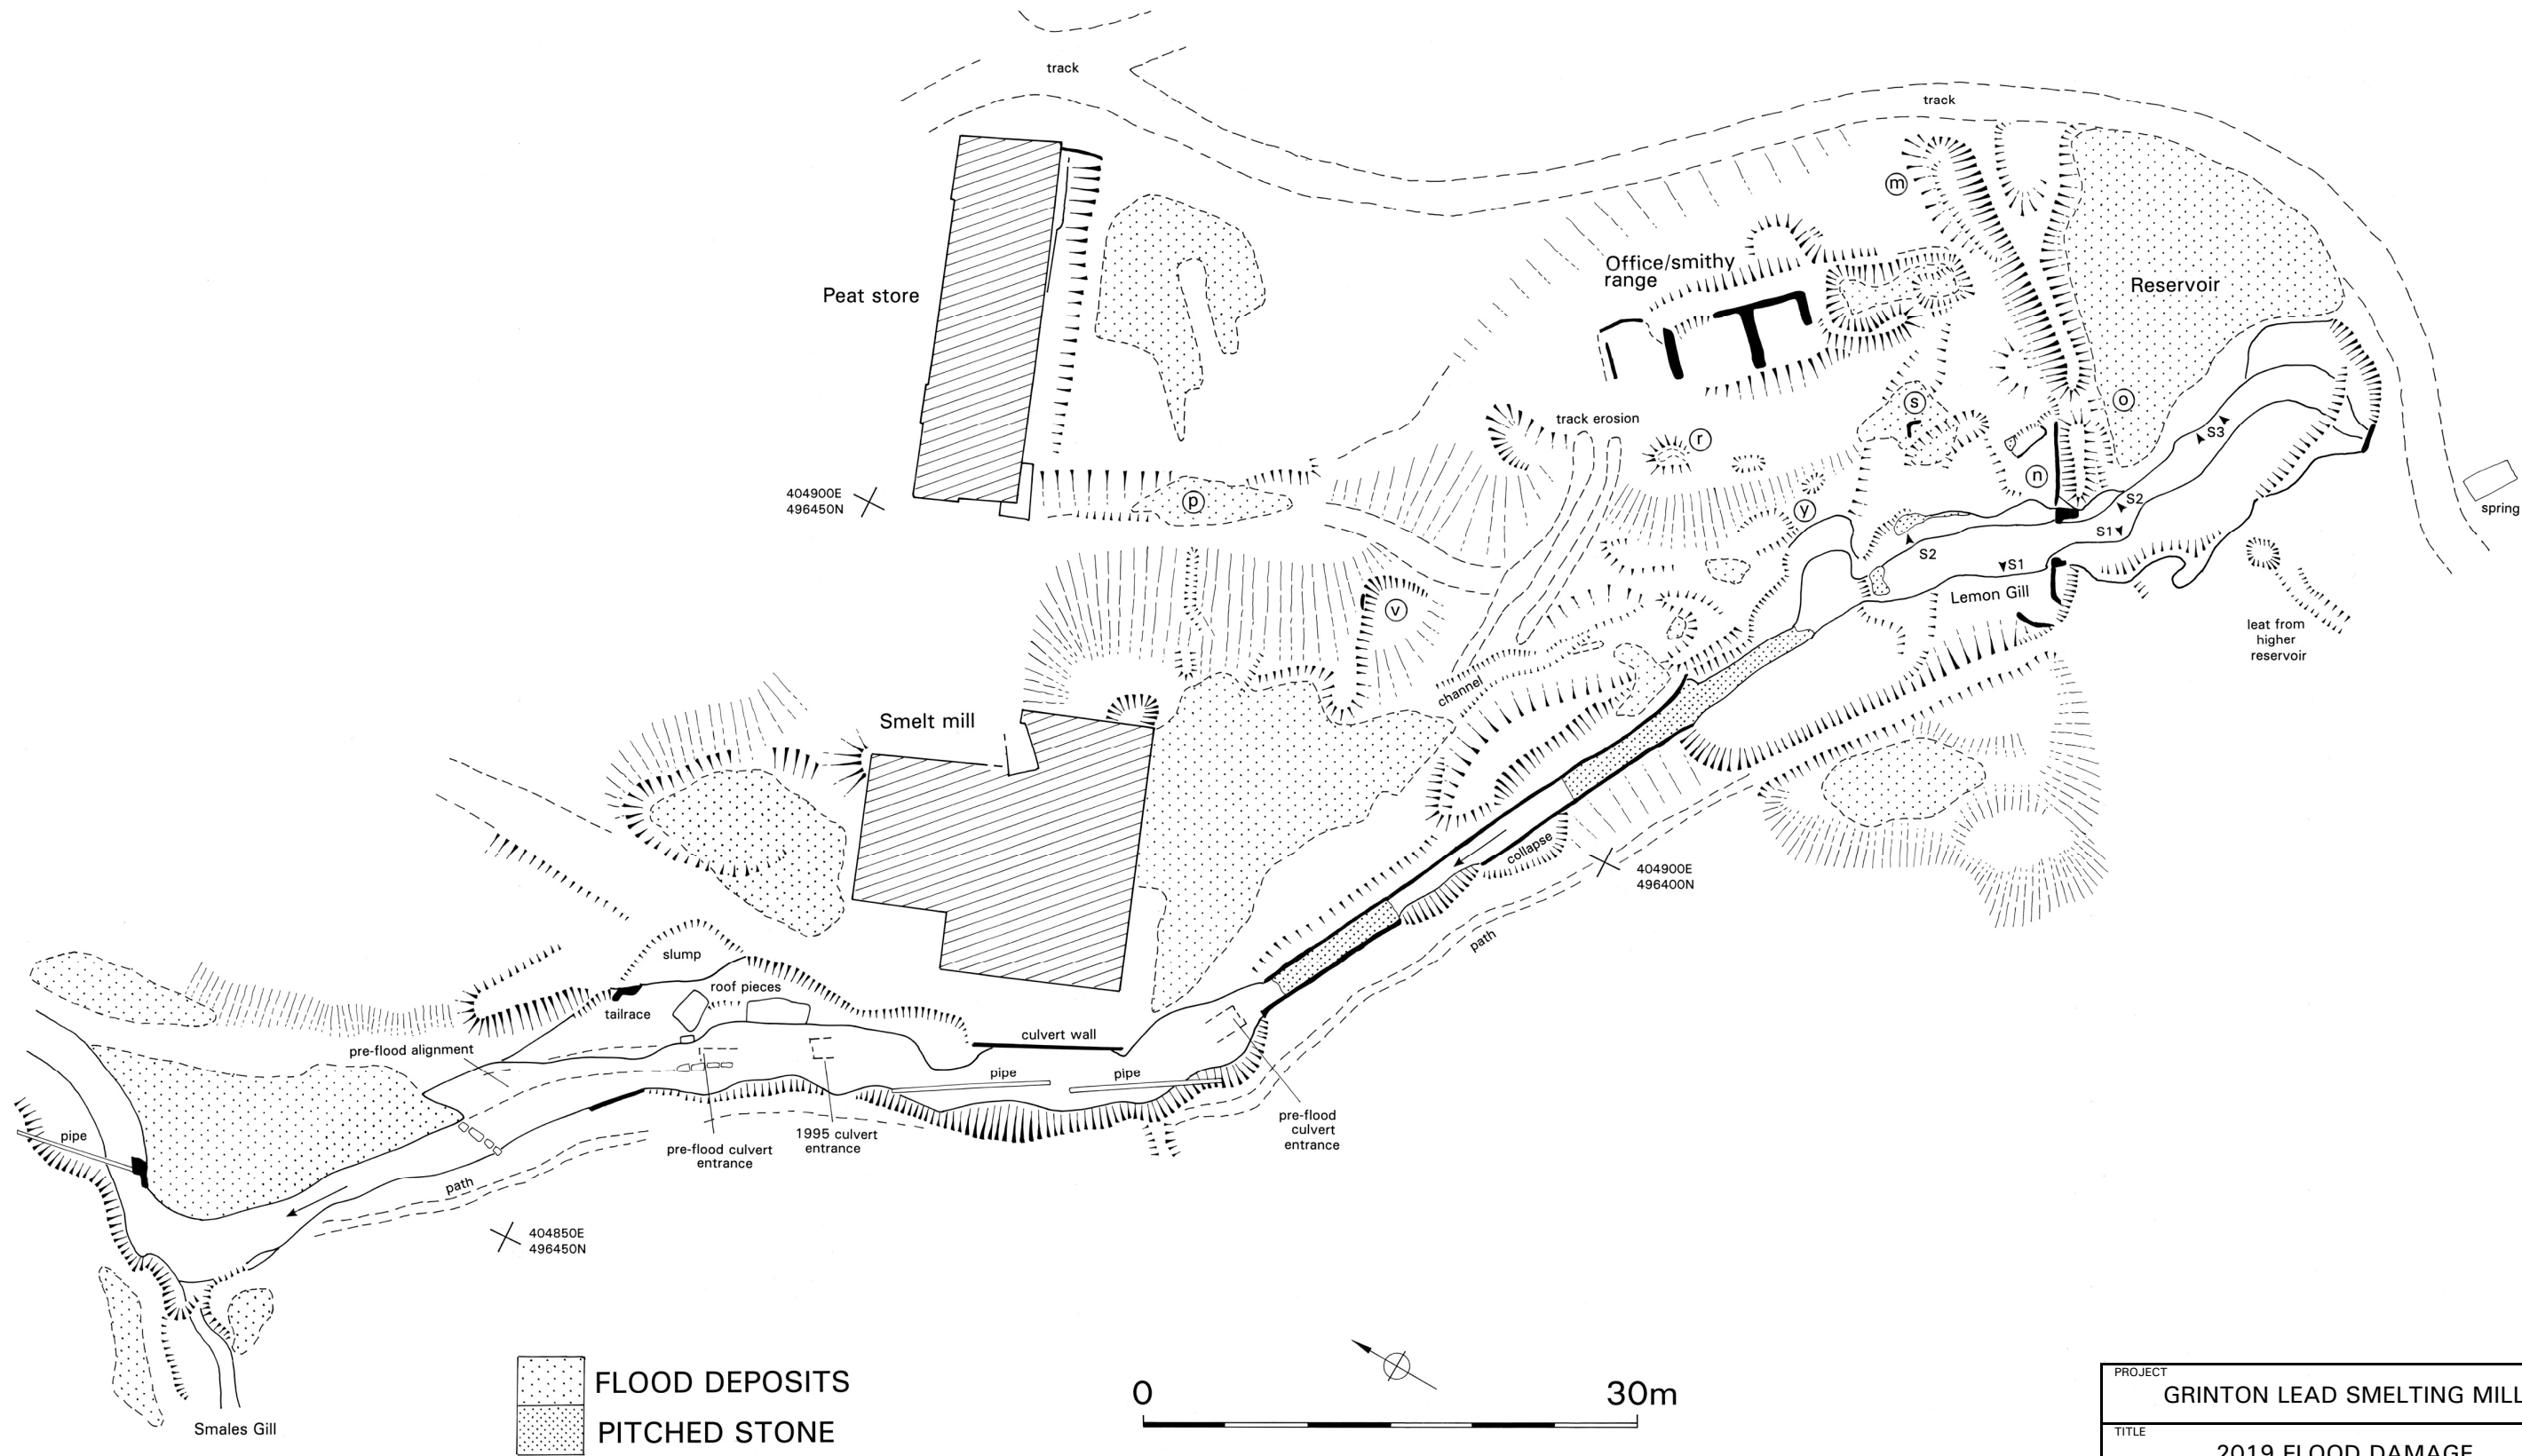 track
track
m
Office/smithy
range
Reservoir
Peat store
s
o
track erosion
r
S3
n
404900E
496450N
p
S2
spring
y
S1
S2
S1
v
Lemon Gill
leat from
higher
reservoir
channel
Smelt mill
collapse
404900E
496400N
path
slump
roof pieces
tailrace
culvert wall
pre-flood alignment
pipe
pipe
pre-flood
culvert
entrance
pipe
1995 culvert
entrance
pre-flood culvert
entrance
path
404850E
496450N
FLOOD DEPOSITS
PITCHED STONE
0
30m
Smales Gill
PROJECT
GRINTON LEAD SMELTING MILL
TITLE
2019 FLOOD DAMAGE